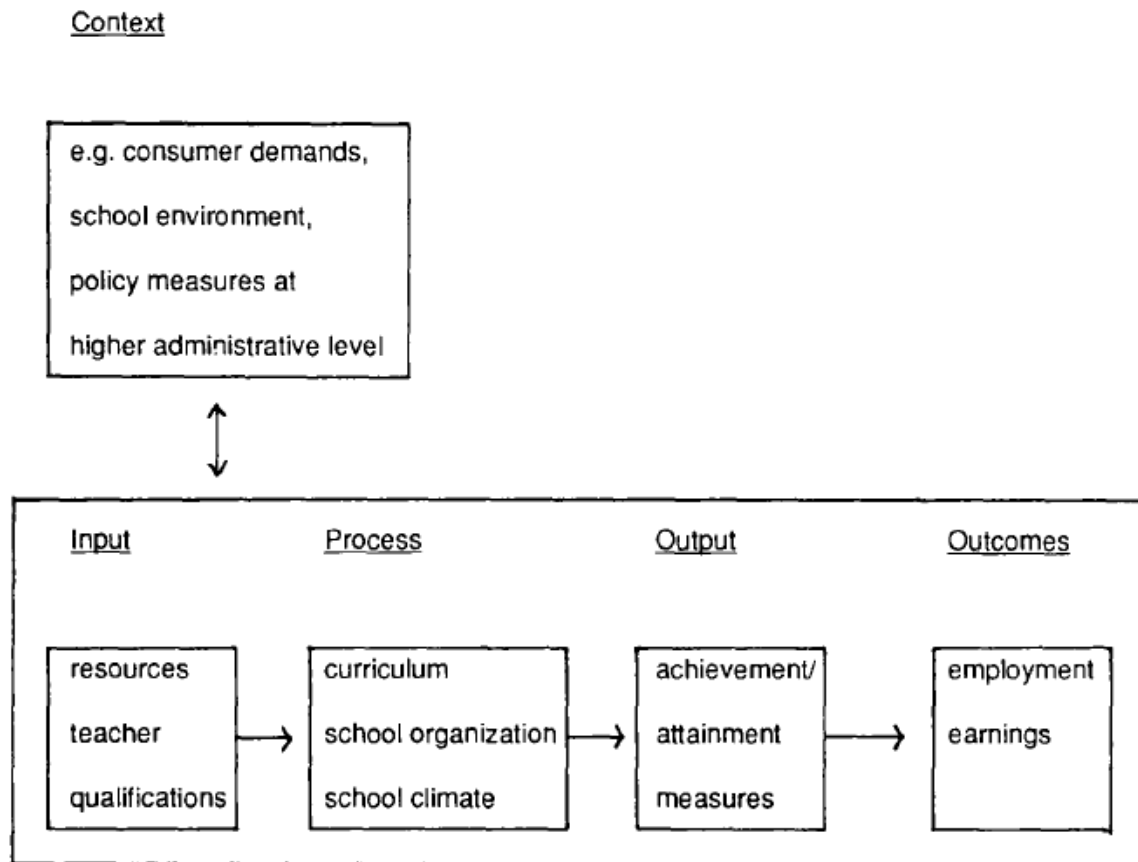 Context
e.g. consumer demands,
school environment,
policy measures at
higher administrative level
Input
Process
Output
Outcomes
resources
teacher
qualifications
curriculum
school organization
school climate
achievement/
attainment
measures
employment
earnings